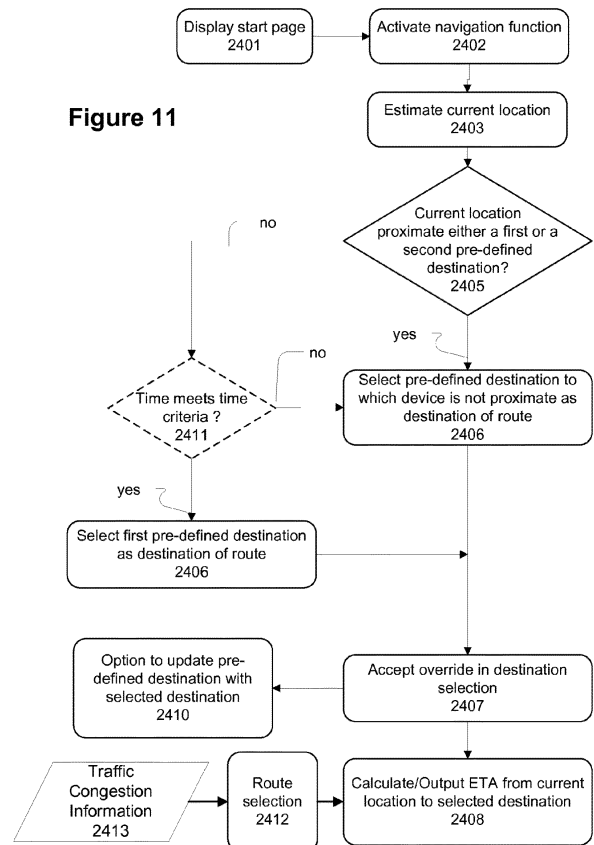 Display start page
2401
Activate navigation function
2402
Figure 11
Estimate current location
2403
no
Current location
proximate either a first or a
second pre-defined
destination?
2405
yes
no
Time meets time
criteria ?
2411
Select pre-defined destination to
which device is not proximate as
destination of route
2406
yes
Select first pre-defined destination
as destination of route
2406
Option to update pre-
defined destination with
selected destination
2410
Accept override in destination
selection
2407
Traffic
Congestion
Information
2413
Route
selection
2412
Calculate/Output ETA from current
location to selected destination
2408